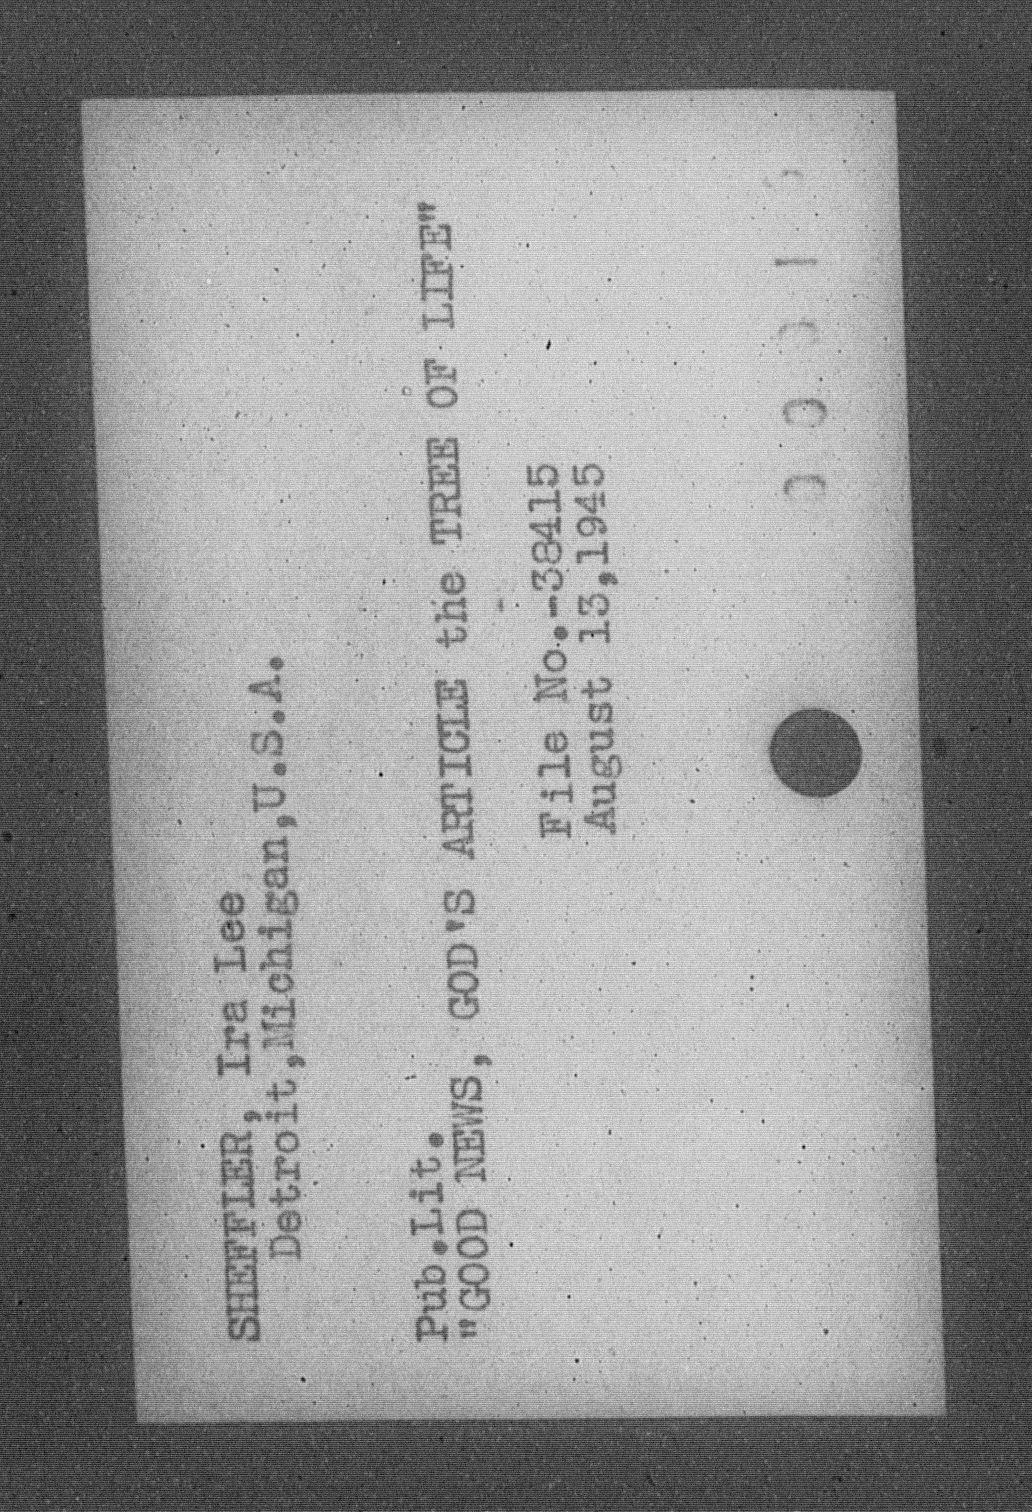 SHEFFLER, Ira Lee
Detroit,Michigan,U.S.A.
Pub.Lit.
"GOOD NEWS, GOD'S ARTICLE the TREE OF LIFE"
File No.-38415
August 13,1945